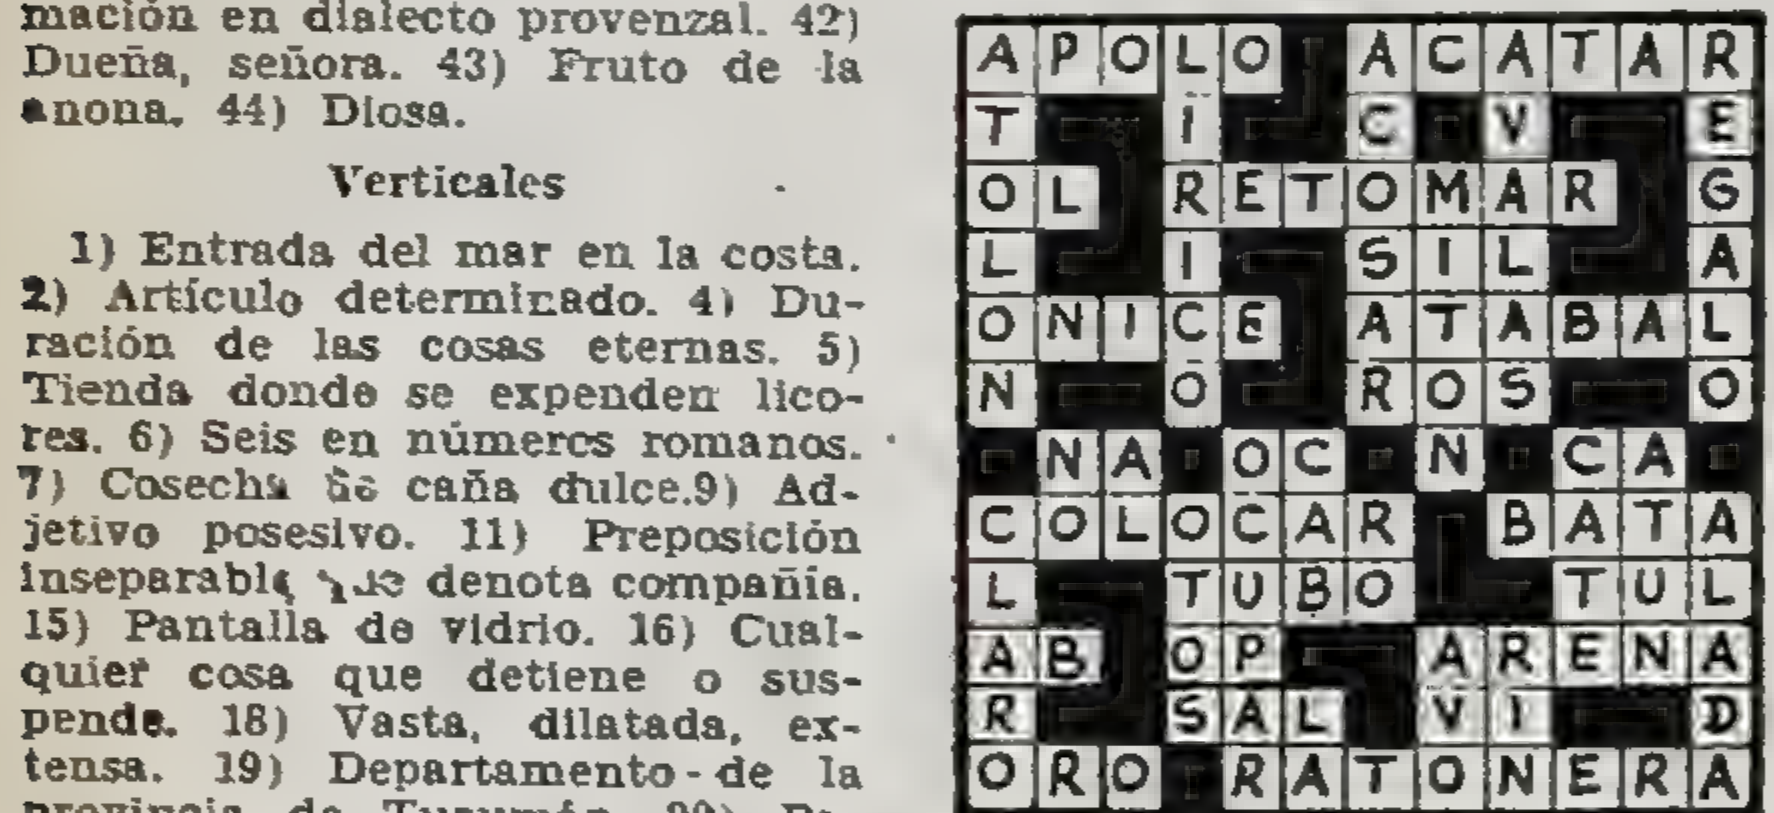 mación en dialecto provenzal. 42)
Dueña, señora. 43) Fruto de la
anona. 44) Diosa.
Verticales
1) Entrada del mar en la costa.
2) Artículo determinado. 4) Du-
ración de las cosas eternas. 5)
Tienda donde se expenden lico-
res. 6) Seis en números romanos.
7) Cosecha de caña dulce.9) Ad-
jetivo posesivo. 11) Preposición
inseparable que denota compañía.
15) Pantalla de vidrio. 16) Cual-
quier cosa que detiene o sus-
pende. 18) Vasta, dilatada, ex-
tensa. 19) Departamento-de la
provincia de Tucumán.
APOLO ACATAR
T I C V E
OL RETOMAR G
L I SIL A
ONICE ATABAL
N O ROS O
NA OC N CA
COLOCAR BATA
L TUBO TUL
AB OP ARENA
R SAL VI D
ORO RATONERA